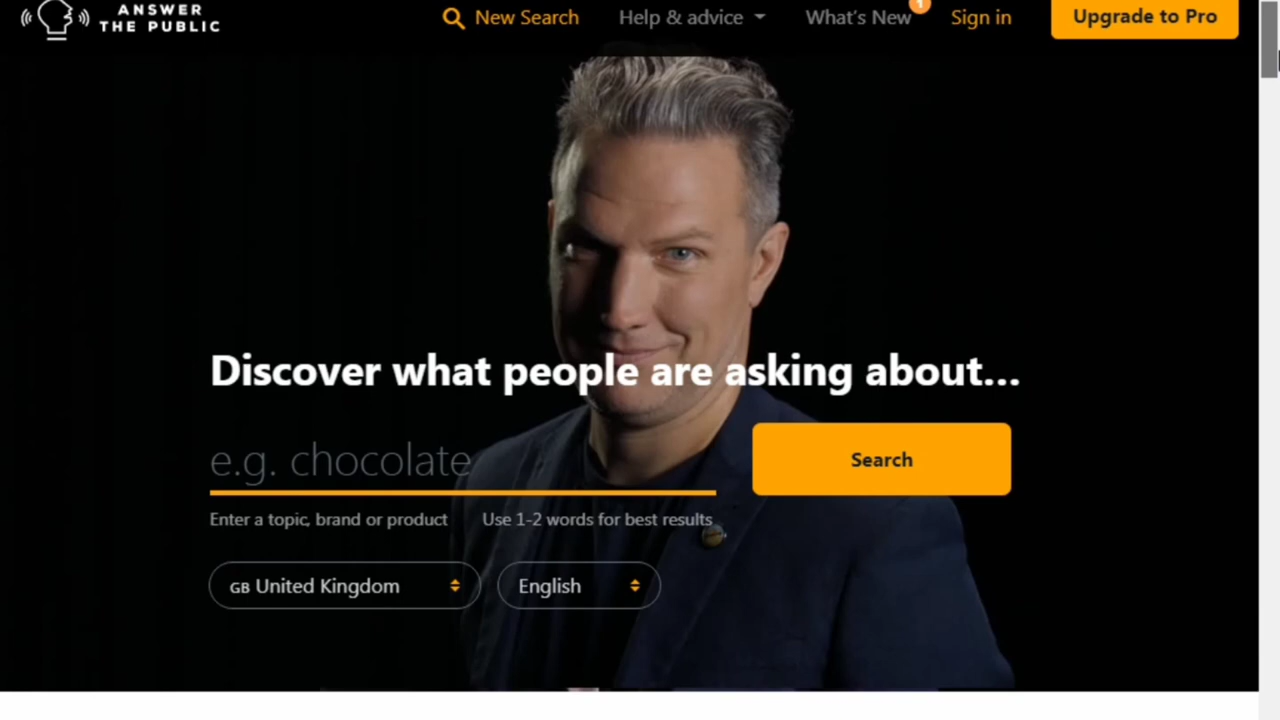 ANSWER
THE PUBLIC
New Search
Help & advice
What's New
1
Sign in
Upgrade to Pro
Discover what people are asking about...
e.g. chocolate
Search
Enter a topic, brand or product
Use 1-2 words for best results
GB United Kingdom
English